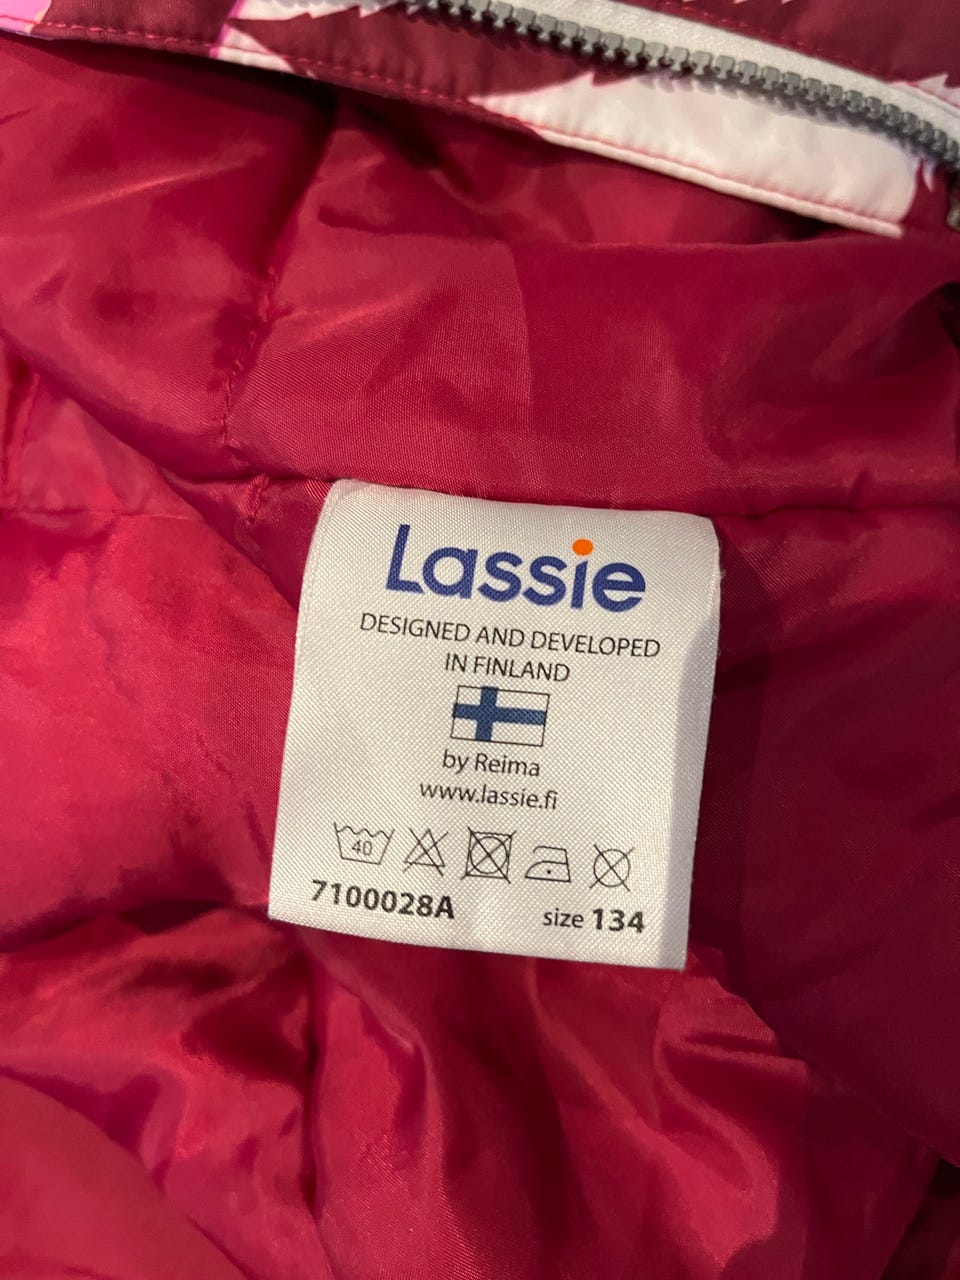 Lassie
DESIGNED AND DEVELOPED
IN FINLAND
by Reima
www.lassie.fi
40
7100028A size 134